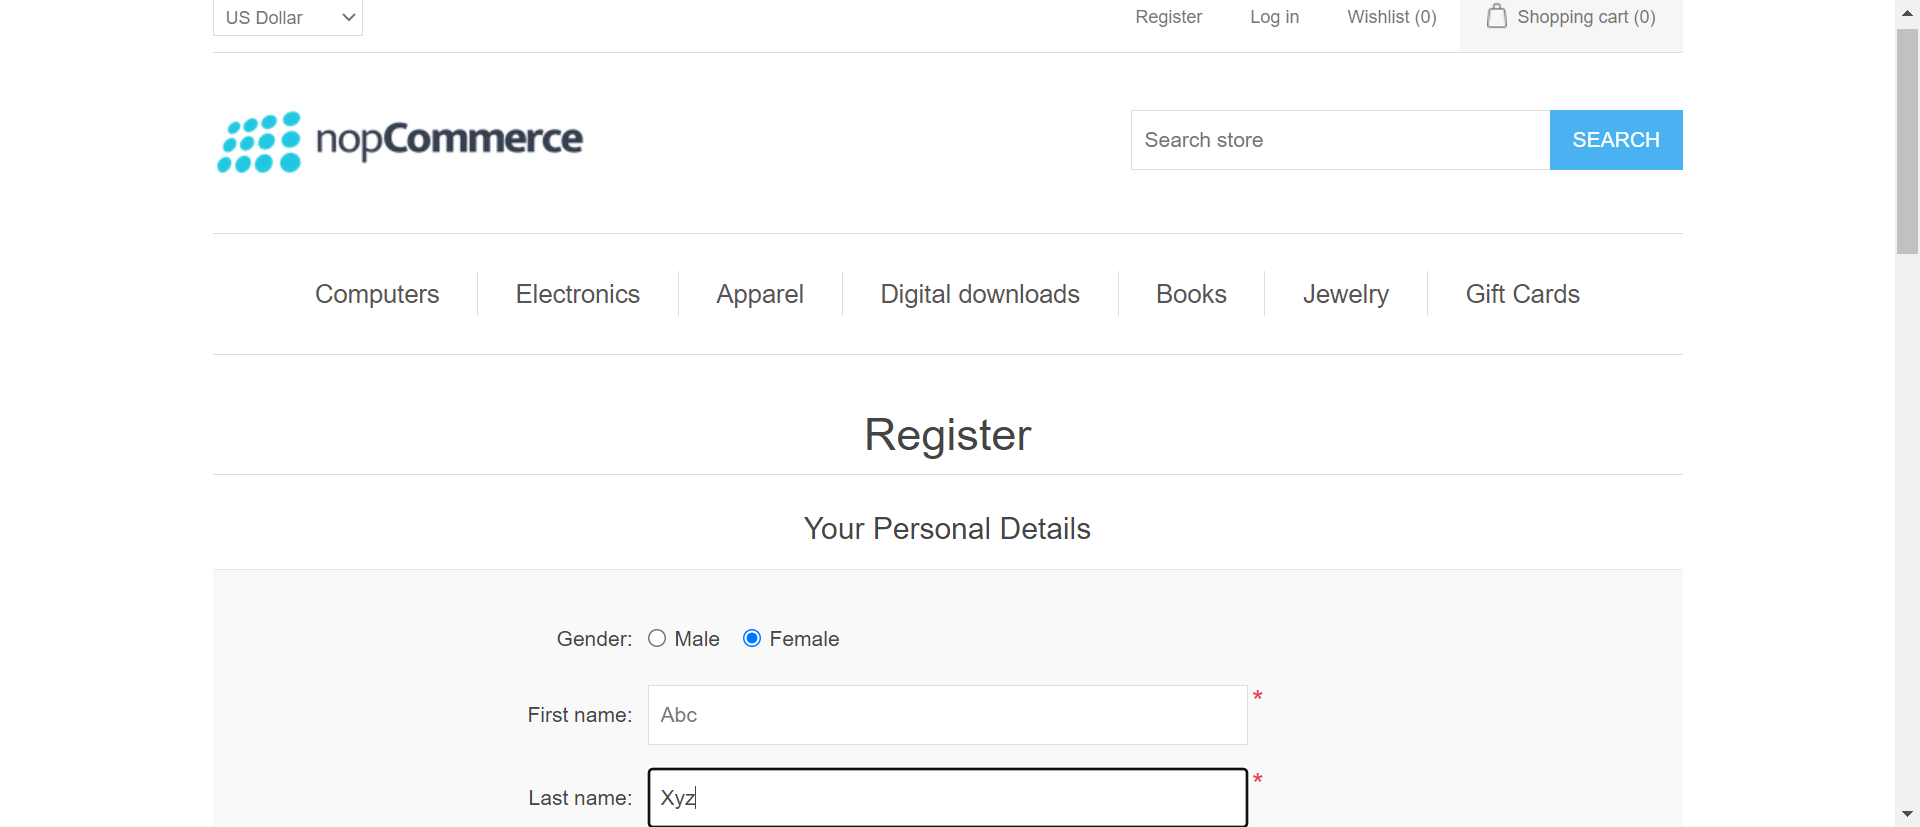 US Dollar Register Log in Wishlist (0) Shopping cart (0)
nopCommerce Search store SEARCH
Computers Electronics Apparel Digital downloads Books Jewelry Gift Cards
Register
Your Personal Details
Gender: Male Female
First name: Abc *
Last name: Xyz *